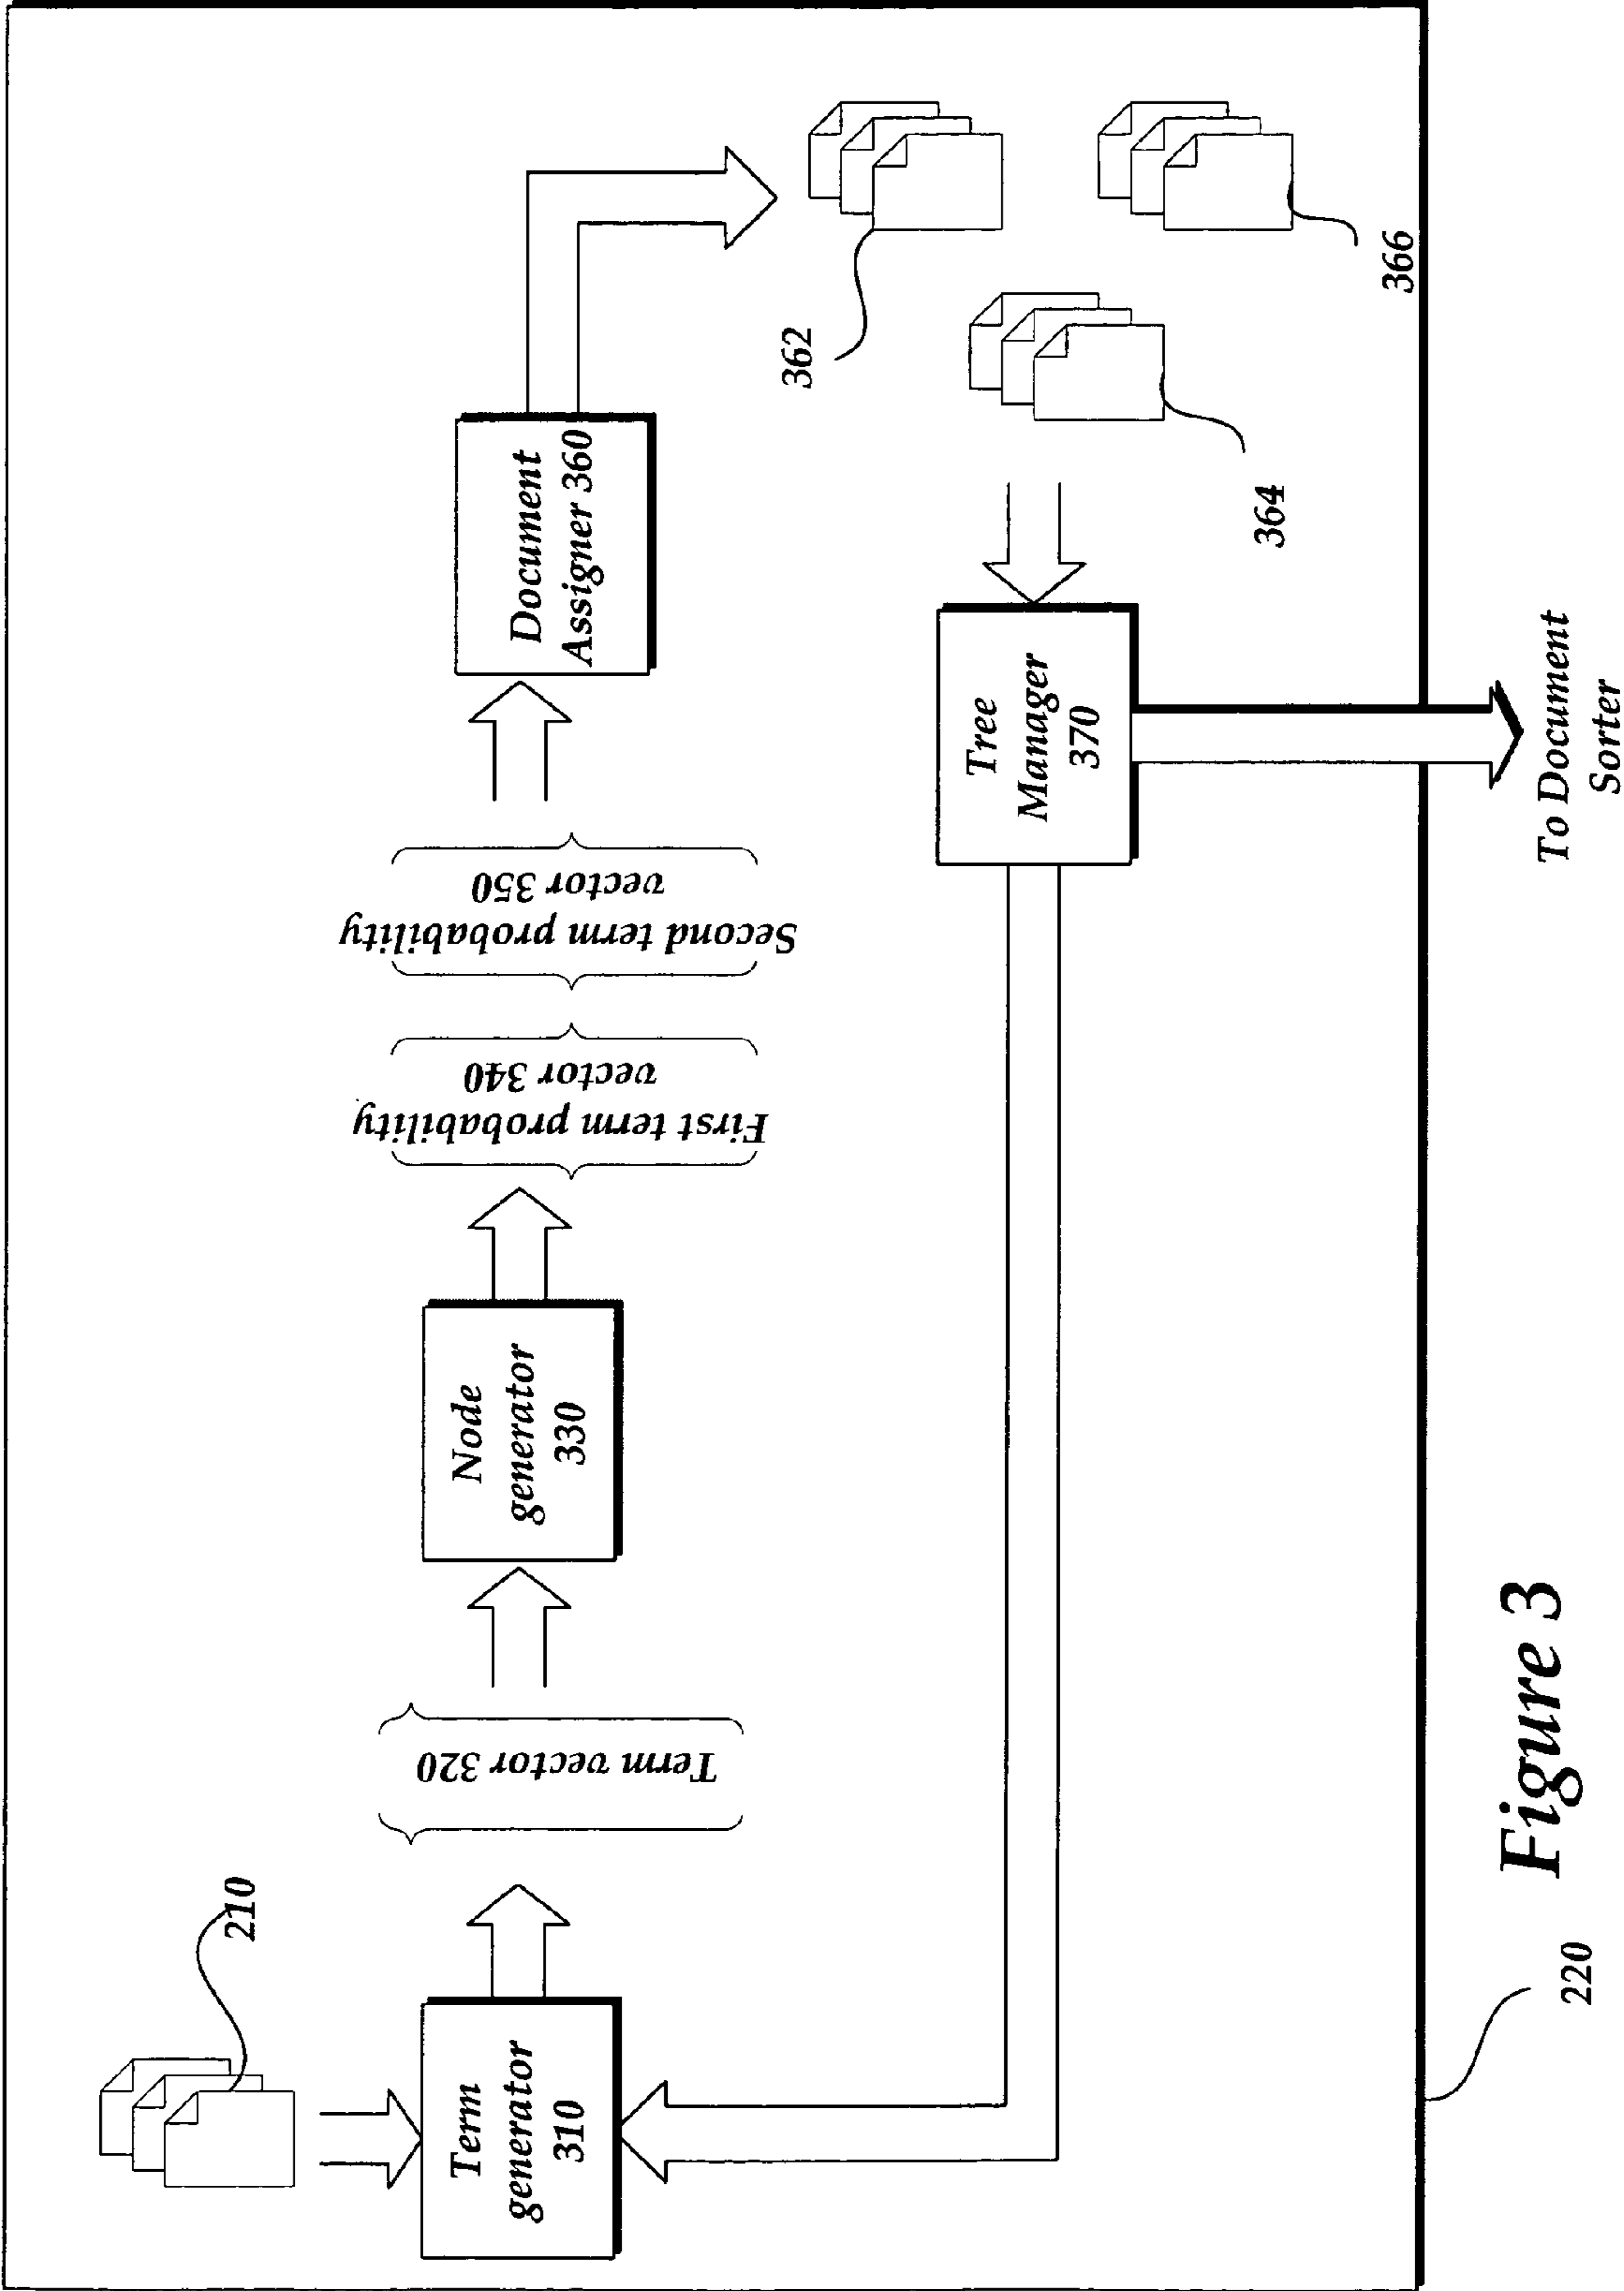 210
Term
generator
310
Term vector 320
Node
generator
330
First term probability
vector 340
Second term probability
vector 350
Document
Assigner 360
362
364
366
Tree
Manager
370
To Document
Sorter
220
Figure 3